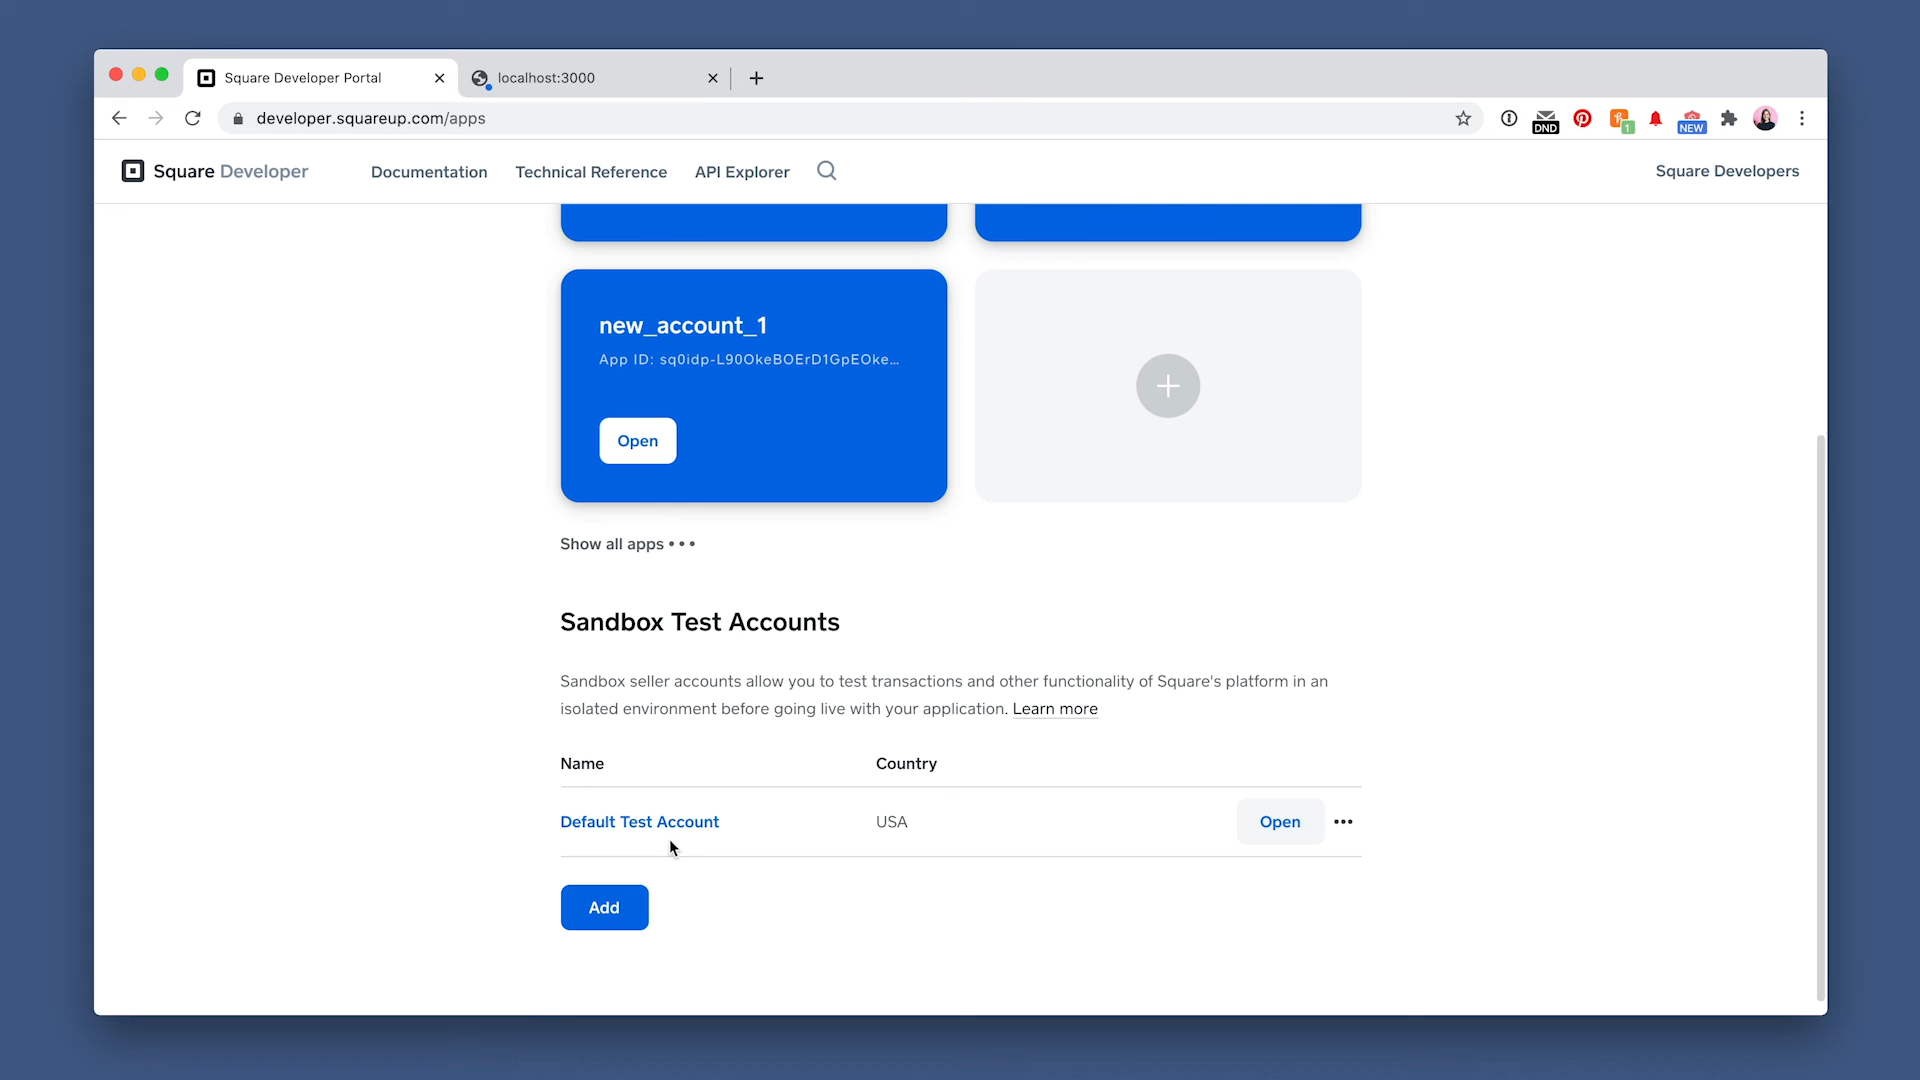 Square Developer Portal
localhost:3000
developer.squareup.com/apps
DND
1
NEW
Square Developer
Documentation
Technical Reference
API Explorer
Square Developers
new_account_1
App ID: sq0idp-L90OkeBOErD1GpEOke...
Open
Show all apps •••
Sandbox Test Accounts
Sandbox seller accounts allow you to test transactions and other functionality of Square's platform in an
isolated environment before going live with your application. Learn more
Name Country
Default Test Account USA Open
Add